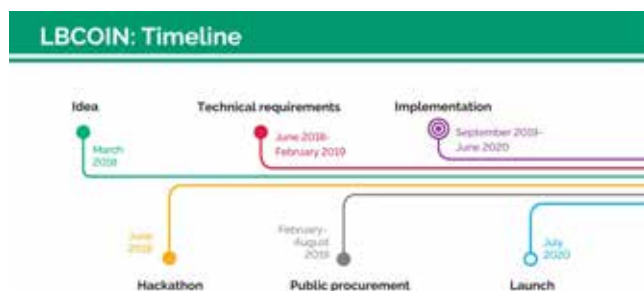 LBCOIN: Timeline
Idea
Technical requirements
Implementation
March
2018
June 2018-
February 2019
September 2019-
June 2020
June
2018
February-
August
2019
July
2020
Hackathon
Public procurement
Launch